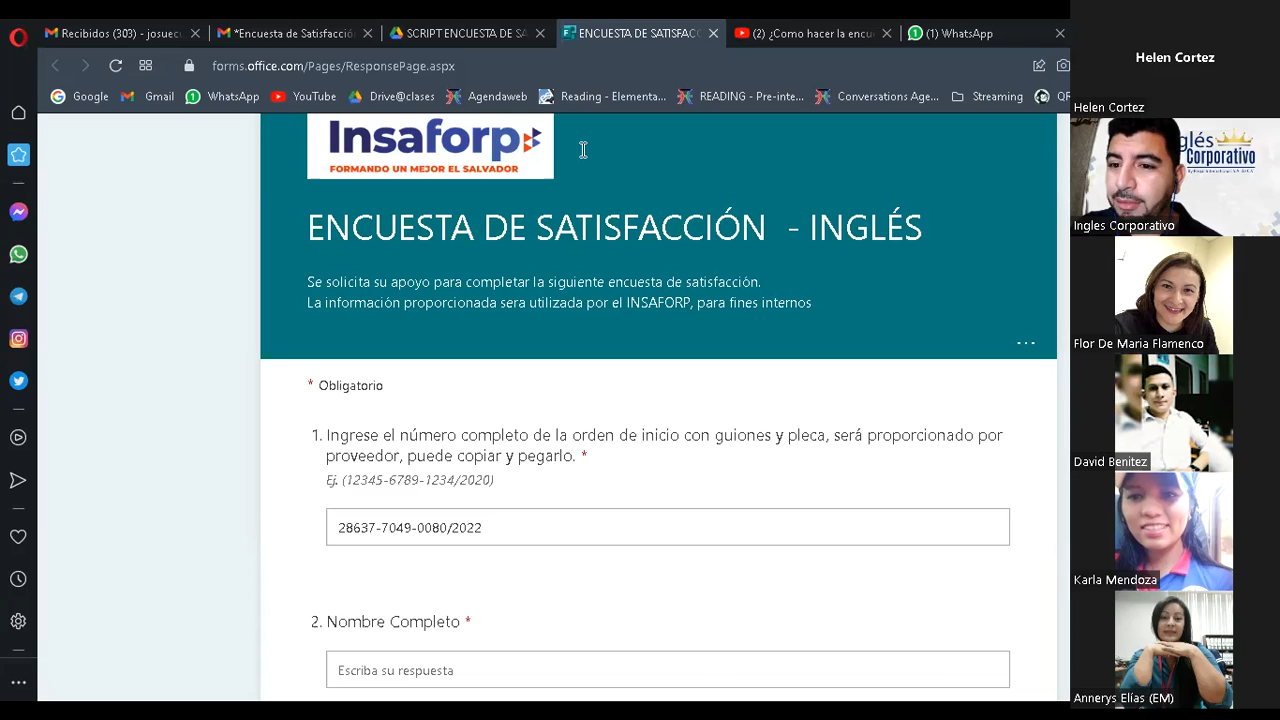 Recibidos (303) - josuec
*Encuesta de Satisfacció
SCRIPT ENCUESTA DE SA
ENCUESTA DE SATISFAC
(2) ¿Como hacer la encu
(1) WhatsApp
forms.office.com/Pages/ResponsePage.aspx
Google
Gmail
WhatsApp
YouTube
Drive@clases
Agendaweb
Reading - Elementa...
READING - Pre-inte...
Conversations Age...
Streaming
QR
Insaforp
FORMANDO UN MEJOR EL SALVADOR
ENCUESTA DE SATISFACCIÓN - INGLÉS
Se solicita su apoyo para completar la siguiente encuesta de satisfacción.
La información proporcionada sera utilizada por el INSAFORP, para fines internos
* Obligatorio
1. Ingrese el número completo de la orden de inicio con guiones y pleca, será proporcionado por
proveedor, puede copiar y pegarlo. *
Ej. (12345-6789-1234/2020)
28637-7049-0080/2022
2. Nombre Completo *
Escriba su respuesta
Helen Cortez
Helen Cortez
glés
Corporativo
Ingles Corporativo
Flor De Maria Flamenco
David Benitez
Karla Mendoza
Annerys Elías (EM)